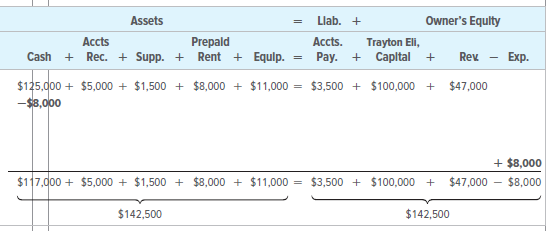 Assets = Liab. + Owner's Equity
Accts Prepaid Accts. Trayton Eli,
Cash + Rec. + Supp. + Rent + Equip. = Pay. + Capital + Rev. − Exp.
$125,000 + $5,000 + $1,500 + $8,000 + $11,000 = $3,500 + $100,000 + $47,000
−$8,000
+ $8,000
$117,000 + $5,000 + $1,500 + $8,000 + $11,000 = $3,500 + $100,000 + $47,000 − $8,000
$142,500 $142,500